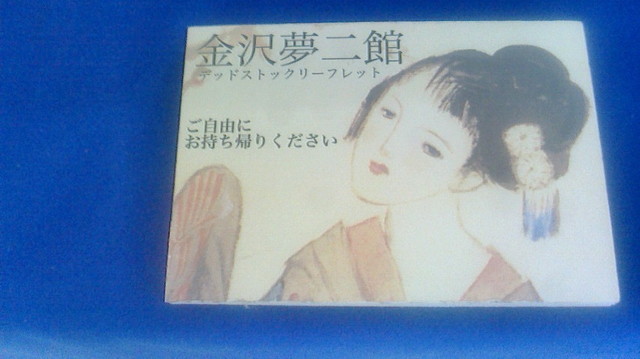 金沢夢二館
デッドストックリーフレット
ご自由に
お持ち帰りください